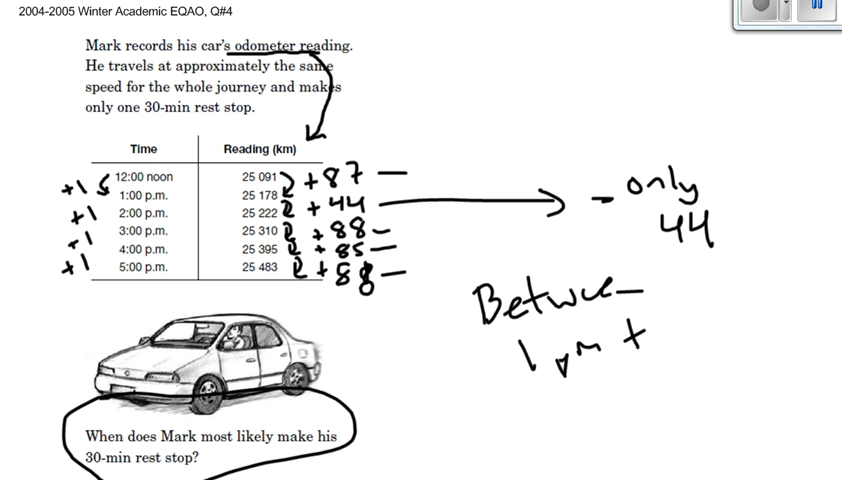 2004-2005 Winter Academic EQAO, Q#4
Mark records his car's odometer reading.
He travels at approximately the same
speed for the whole journey and makes
only one 30-min rest stop.
Time Reading (km)
+1 12:00 noon 25 091 +87 —
+1 1:00 p.m. 25 178 +44 - only
+1 2:00 p.m. 25 222 +88 – 44
+1 3:00 p.m. 25 310 +85 —
4:00 p.m. 25 395 +88 —
5:00 p.m. 25 483
Between
1 pm +
When does Mark most likely make his
30-min rest stop?